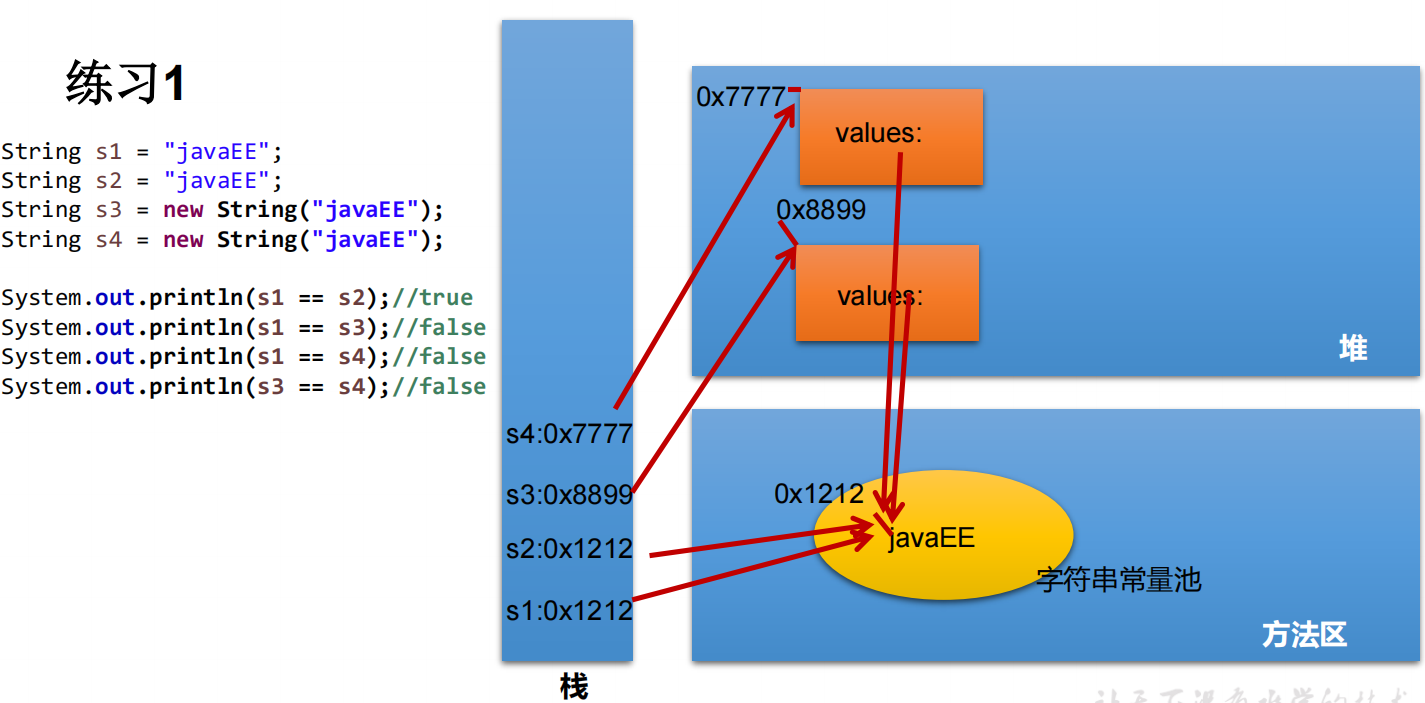 练习1
String s1 = "javaEE";
String s2 = "javaEE";
String s3 = new String("javaEE");
String s4 = new String("javaEE");
System.out.println(s1 == s2);//true
System.out.println(s1 == s3);//false
System.out.println(s1 == s4);//false
System.out.println(s3 == s4);//false
s4:0x7777
s3:0x8899
s2:0x1212
s1:0x1212
栈
0x7777
values:
0x8899
values:
堆
0x1212
javaEE
字符串常量池
方法区